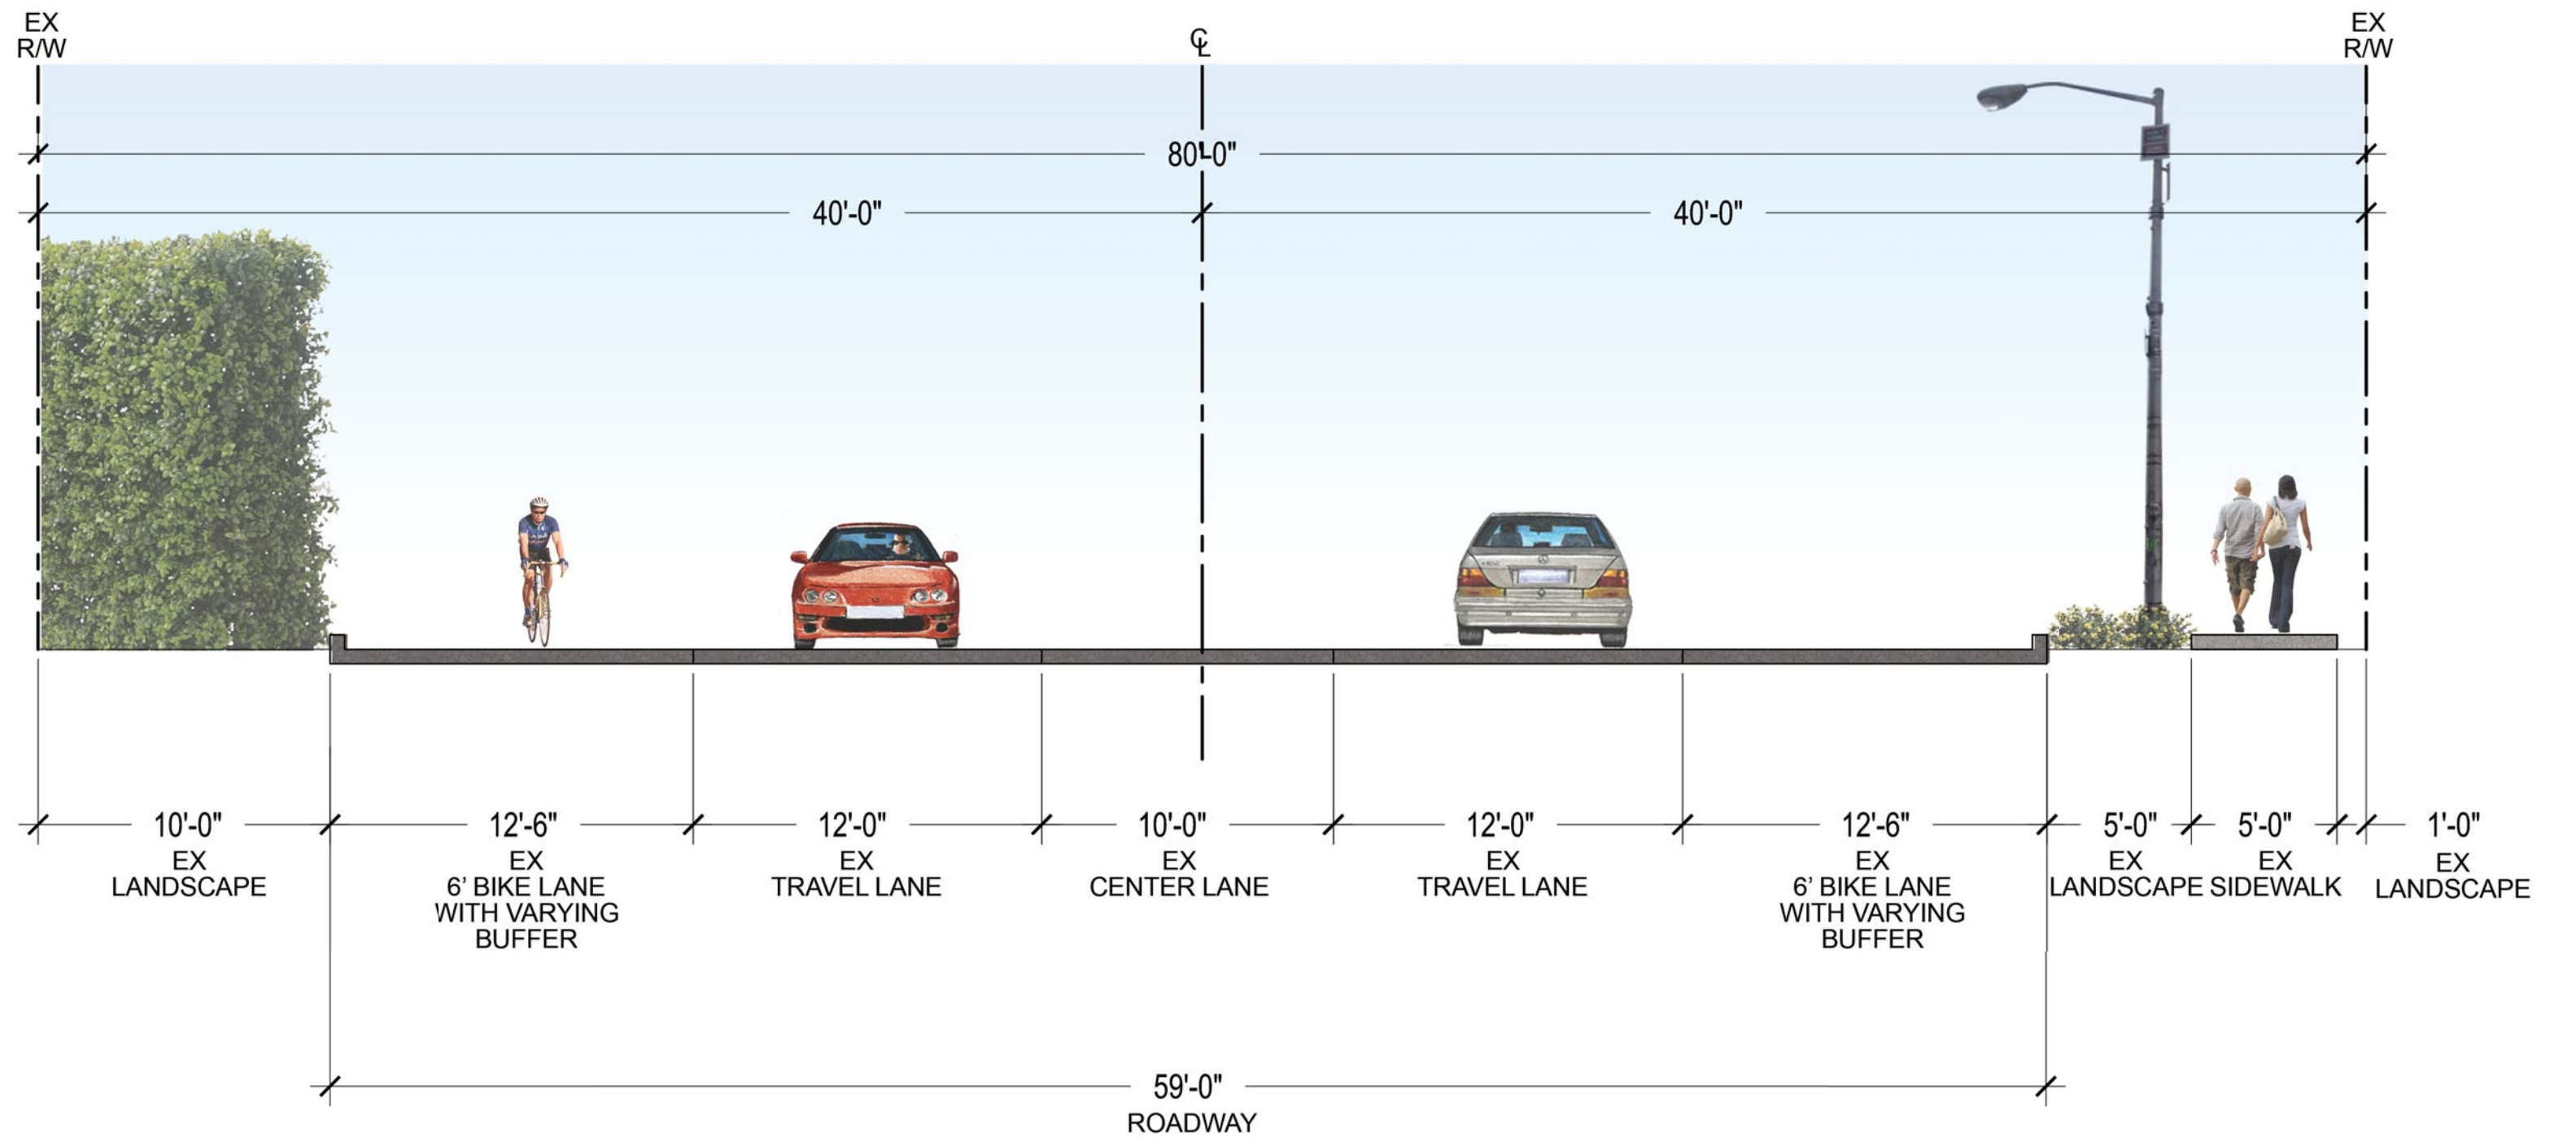 EX
R/W
℄
EX
R/W
80'-0"
40'-0"
40'-0"
10'-0"
EX
LANDSCAPE
12'-6"
EX
6’ BIKE LANE
WITH VARYING
BUFFER
12'-0"
EX
TRAVEL LANE
10'-0"
EX
CENTER LANE
12'-0"
EX
TRAVEL LANE
12'-6"
EX
6’ BIKE LANE
WITH VARYING
BUFFER
5'-0"
EX
LANDSCAPE
5'-0"
EX
SIDEWALK
1'-0"
EX
LANDSCAPE
59'-0"
ROADWAY